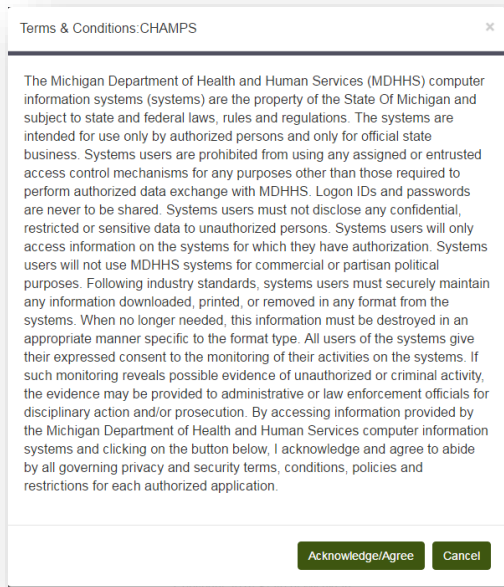 Terms & Conditions:CHAMPS ×
The Michigan Department of Health and Human Services (MDHHS) computer
information systems (systems) are the property of the State Of Michigan and
subject to state and federal laws, rules and regulations. The systems are
intended for use only by authorized persons and only for official state
business. Systems users are prohibited from using any assigned or entrusted
access control mechanisms for any purposes other than those required to
perform authorized data exchange with MDHHS. Logon IDs and passwords
are never to be shared. Systems users must not disclose any confidential,
restricted or sensitive data to unauthorized persons. Systems users will only
access information on the systems for which they have authorization. Systems
users will not use MDHHS systems for commercial or partisan political
purposes. Following industry standards, systems users must securely maintain
any information downloaded, printed, or removed in any format from the
systems. When no longer needed, this information must be destroyed in an
appropriate manner specific to the format type. All users of the systems give
their expressed consent to the monitoring of their activities on the systems. If
such monitoring reveals possible evidence of unauthorized or criminal activity,
the evidence may be provided to administrative or law enforcement officials for
disciplinary action and/or prosecution. By accessing information provided by
the Michigan Department of Health and Human Services computer information
systems and clicking on the button below, I acknowledge and agree to abide
by all governing privacy and security terms, conditions, policies and
restrictions for each authorized application.
Acknowledge/Agree Cancel